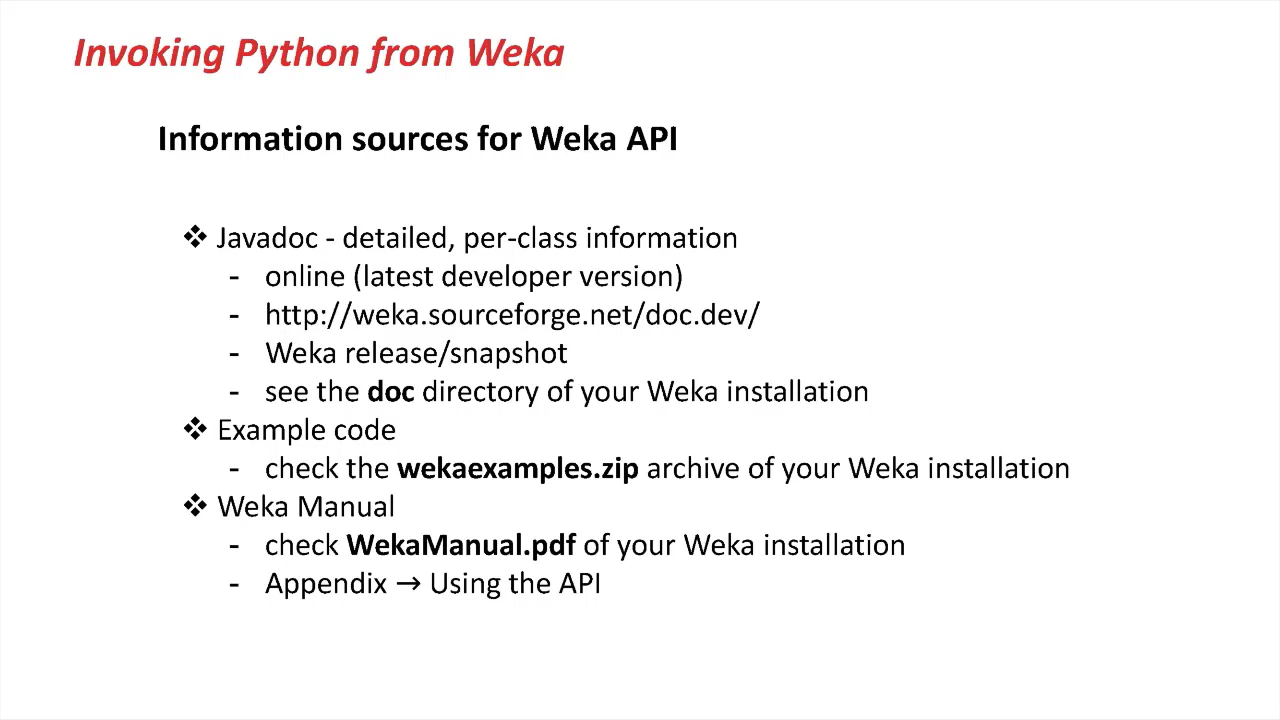 Invoking Python from Weka
Information sources for Weka API
❖ Javadoc - detailed, per-class information
- online (latest developer version)
- http://weka.sourceforge.net/doc.dev/
- Weka release/snapshot
- see the doc directory of your Weka installation
❖ Example code
- check the wekaexamples.zip archive of your Weka installation
❖ Weka Manual
- check WekaManual.pdf of your Weka installation
- Appendix → Using the API